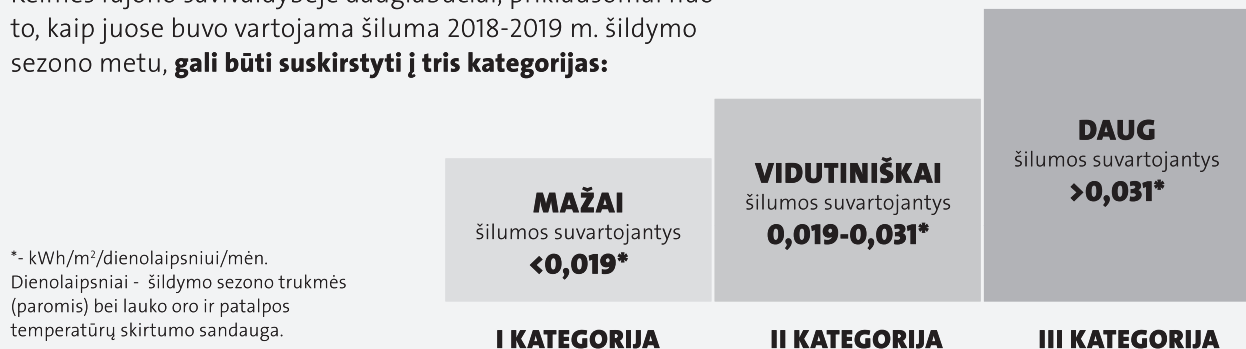 to, kaip juose buvo vartojama šiluma 2018-2019 m. šildymo
sezono metu, gali būti suskirstyti į tris kategorijas:
DAUG
šilumos suvartojantys
>0,031*
VIDUTINIŠKAI
šilumos suvartojantys
0,019-0,031*
MAŽAI
šilumos suvartojantys
<0,019*
*- kWh/m²/dienolaipsniui/mėn.
Dienolaipsniai - šildymo sezono trukmės
(paromis) bei lauko oro ir patalpos
temperatūrų skirtumo sandauga.
I KATEGORIJA
II KATEGORIJA
III KATEGORIJA